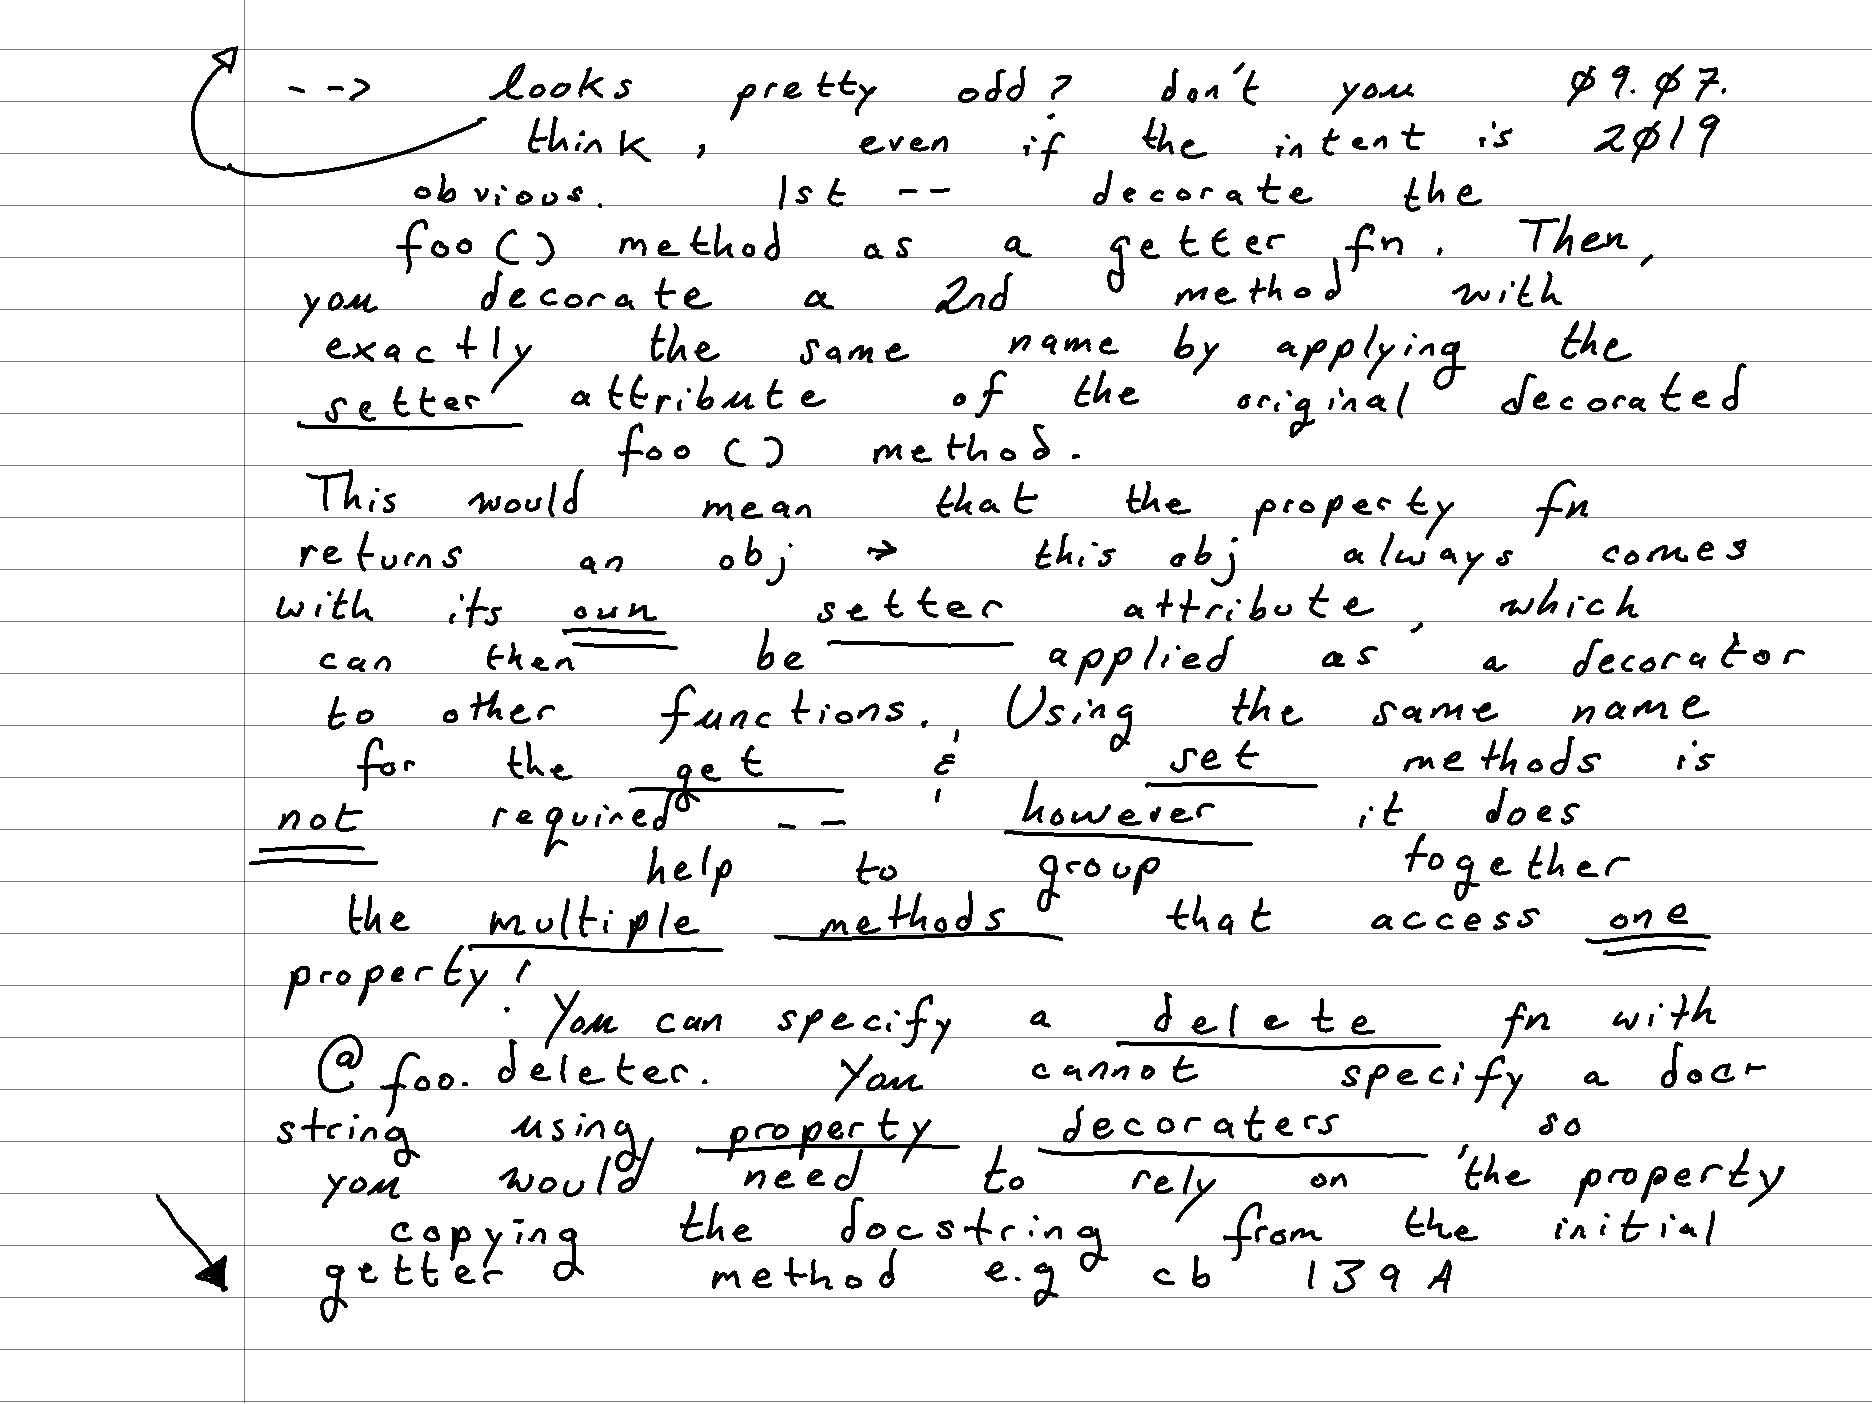 --> looks pretty odd? don't you Ø9.Ø7.
think, even if the intent is 2Ø19
obvious. 1st -- decorate the
foo() method as a getter fn. Then,
you decorate a 2nd method with
exactly the same name by applying the
setter attribute of the original decorated
foo() method.
This would mean that the property fn
returns an obj → this obj always comes
with its own setter attribute, which
can then be applied as a decorator
to other functions. Using the same name
for the get & set methods is
not required -- however it does
help to group together
the multiple methods that access one
property!
You can specify a delete fn with
@foo.deleter. You cannot specify a doc-
string using property decoraters so
you would need to rely on the property
copying the docstring from the initial
getter method e.g cb 139A